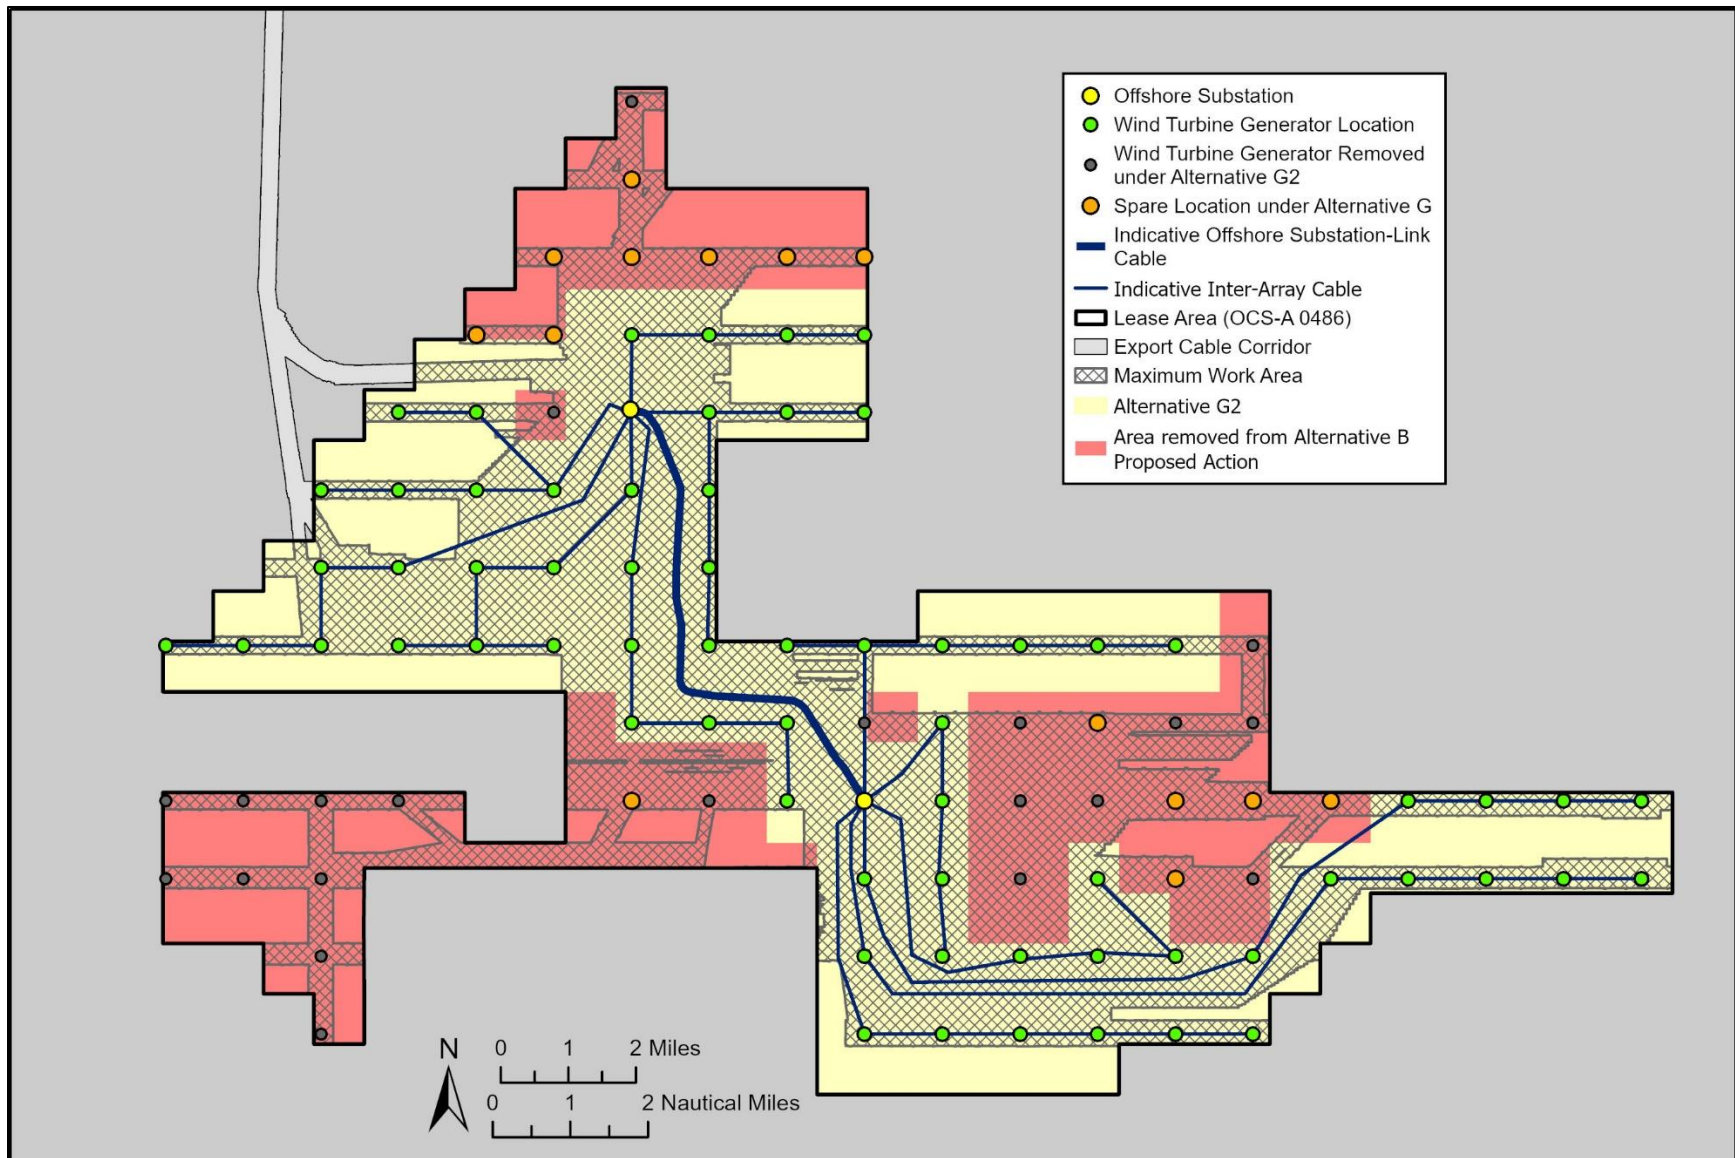 Offshore Substation
Wind Turbine Generator Location
Wind Turbine Generator Removed
under Alternative G2
Spare Location under Alternative G
Indicative Offshore Substation-Link
Cable
Indicative Inter-Array Cable
Lease Area (OCS-A 0486)
Export Cable Corridor
Maximum Work Area
Alternative G2
Area removed from Alternative B
Proposed Action
N
0 1 2 Miles
0 1 2 Nautical Miles